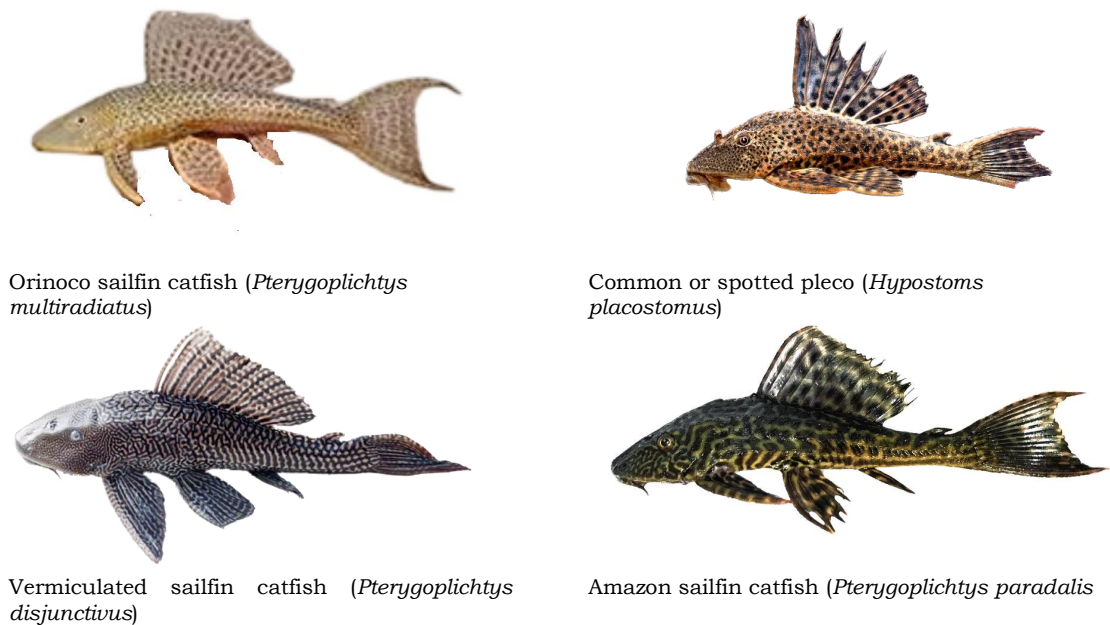 Orinoco sailfin catfish (Pterygoplichtys
multiradiatus)
Common or spotted pleco (Hypostoms
placostomus)
Vermiculated sailfin catfish (Pterygoplichtys
disjunctivus)
Amazon sailfin catfish (Pterygoplichtys paradalis